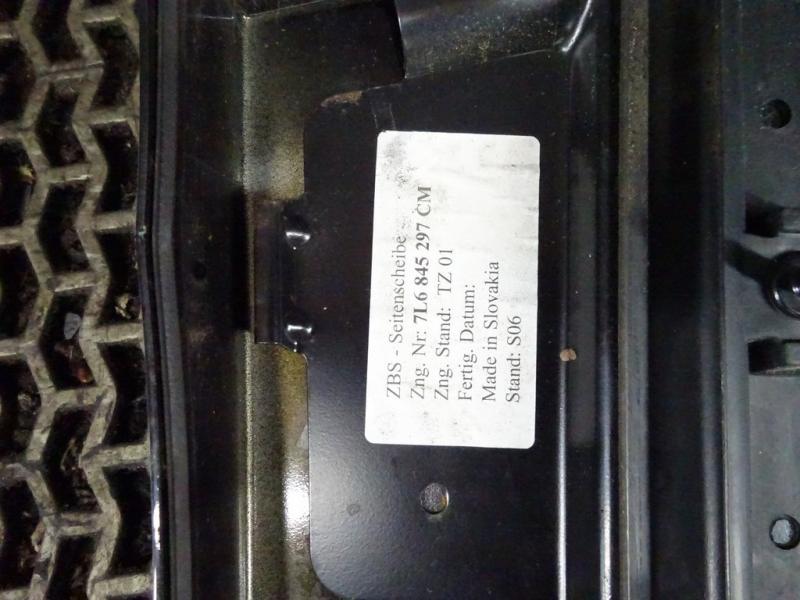 ZBS - Seitenscheibe
Zng. Nr: 7L6 845 297 CM
Zng. Stand: TZ 01
Fertig. Datum:
Made in Slovakia
Stand: S06